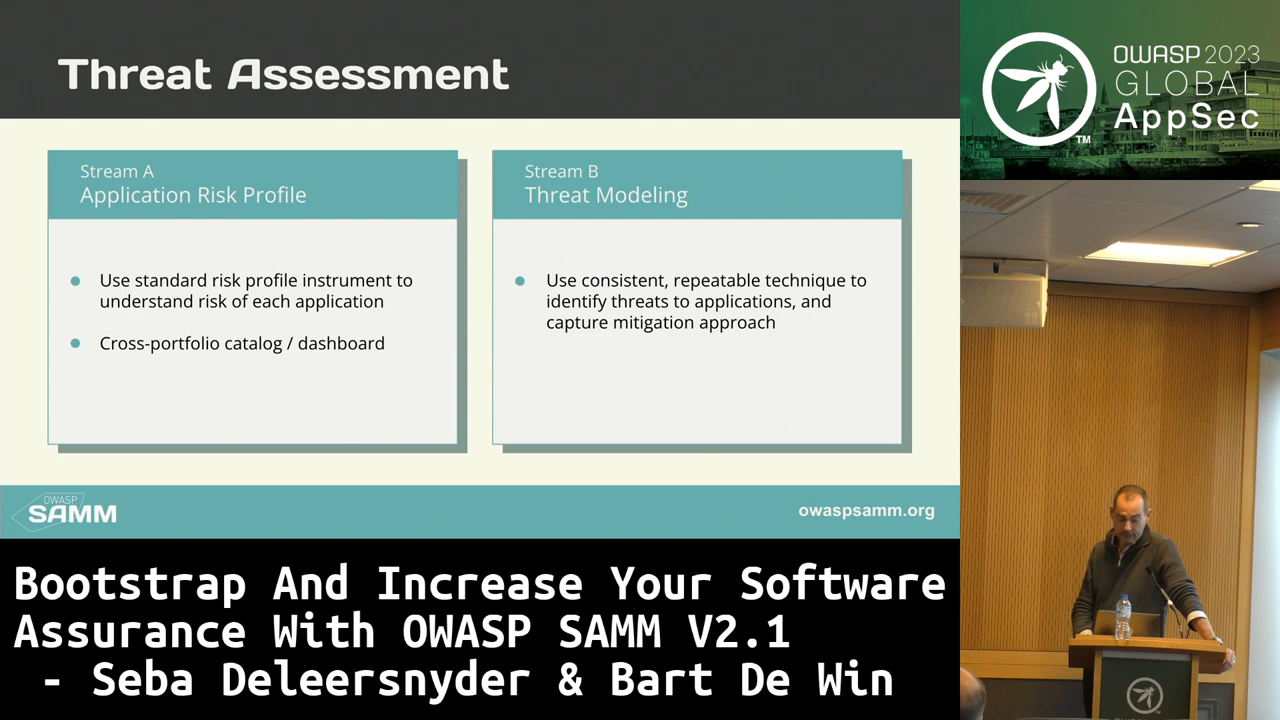 Threat Assessment
Stream A
Application Risk Profile
Use standard risk profile instrument to
understand risk of each application
Cross-portfolio catalog / dashboard
Stream B
Threat Modeling
Use consistent, repeatable technique to
identify threats to applications, and
capture mitigation approach
OWASP
SAMM
owaspsamm.org
OWASP 2023
GLOBAL
AppSec
TM
Bootstrap And Increase Your Software
Assurance With OWASP SAMM V2.1
- Seba Deleersnyder & Bart De Win